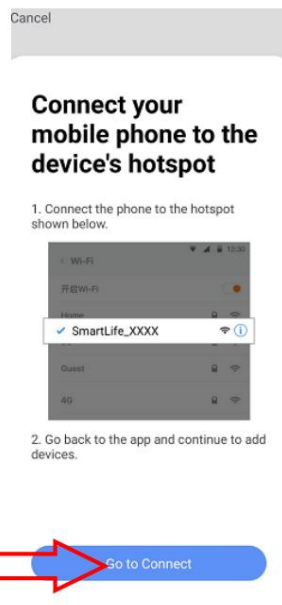 Cancel
Connect your
mobile phone to the
device's hotspot
1. Connect the phone to the hotspot
shown below.
12:30
Wi-Fi
开启Wi-Fi
Home
SmartLife_XXXX
Guest
4G
2. Go back to the app and continue to add
devices.
Go to Connect